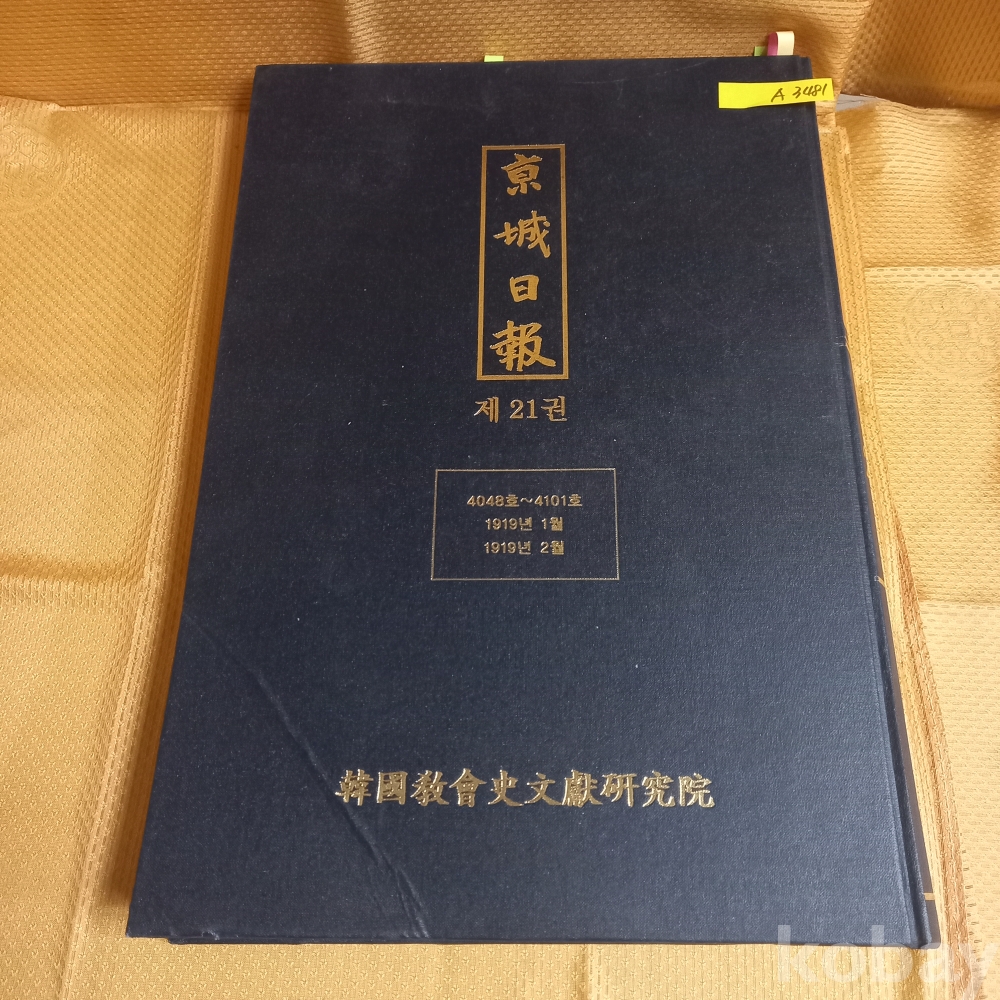 A 3481
京城日報
제 21권
4048호~4101호
1919년 1월
1919년 2월
韓國敎會史文獻硏究院
kobay